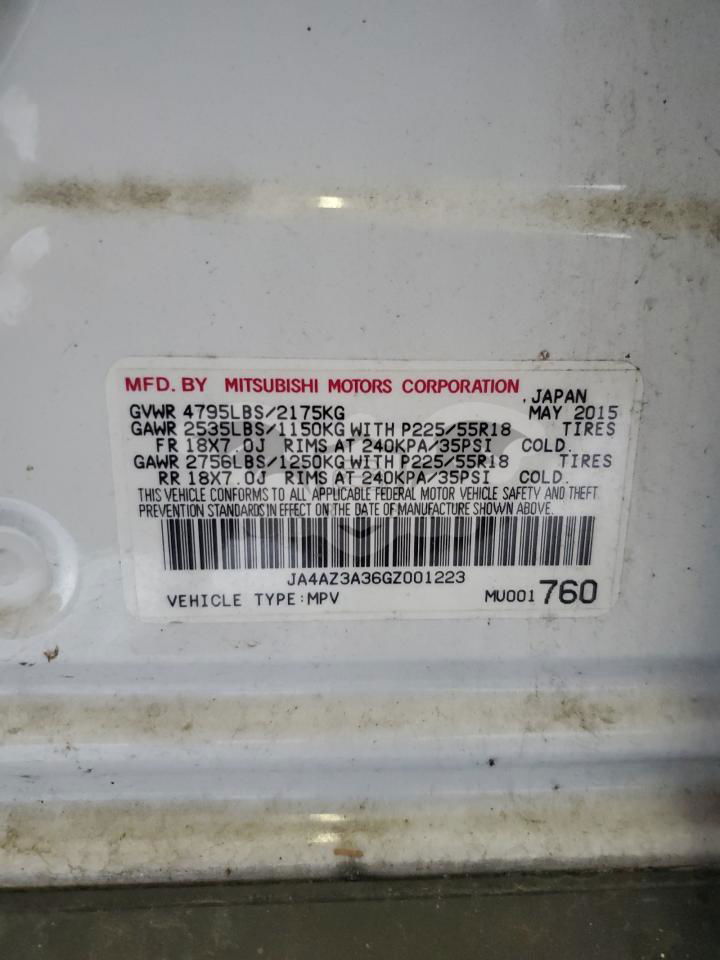 MFD. BY MITSUBISHI MOTORS CORPORATION, JAPAN
GVWR 4795LBS/2175KG MAY 2015
GAWR 2535LBS/1150KG WITH P225/55R18 TIRES
FR 18X7.0J RIMS AT 240KPA/35PSI COLD.
GAWR 2756LBS/1250KG WITH P225/55R18 TIRES
RR 18X7.0J RIMS AT 240KPA/35PSI COLD.
THIS VEHICLE CONFORMS TO ALL APPLICABLE FEDERAL MOTOR VEHICLE SAFETY AND THEFT
PREVENTION STANDARDS IN EFFECT ON THE DATE OF MANUFACTURE SHOWN ABOVE.
JA4AZ3A36GZ001223
VEHICLE TYPE:MPV MU001 760